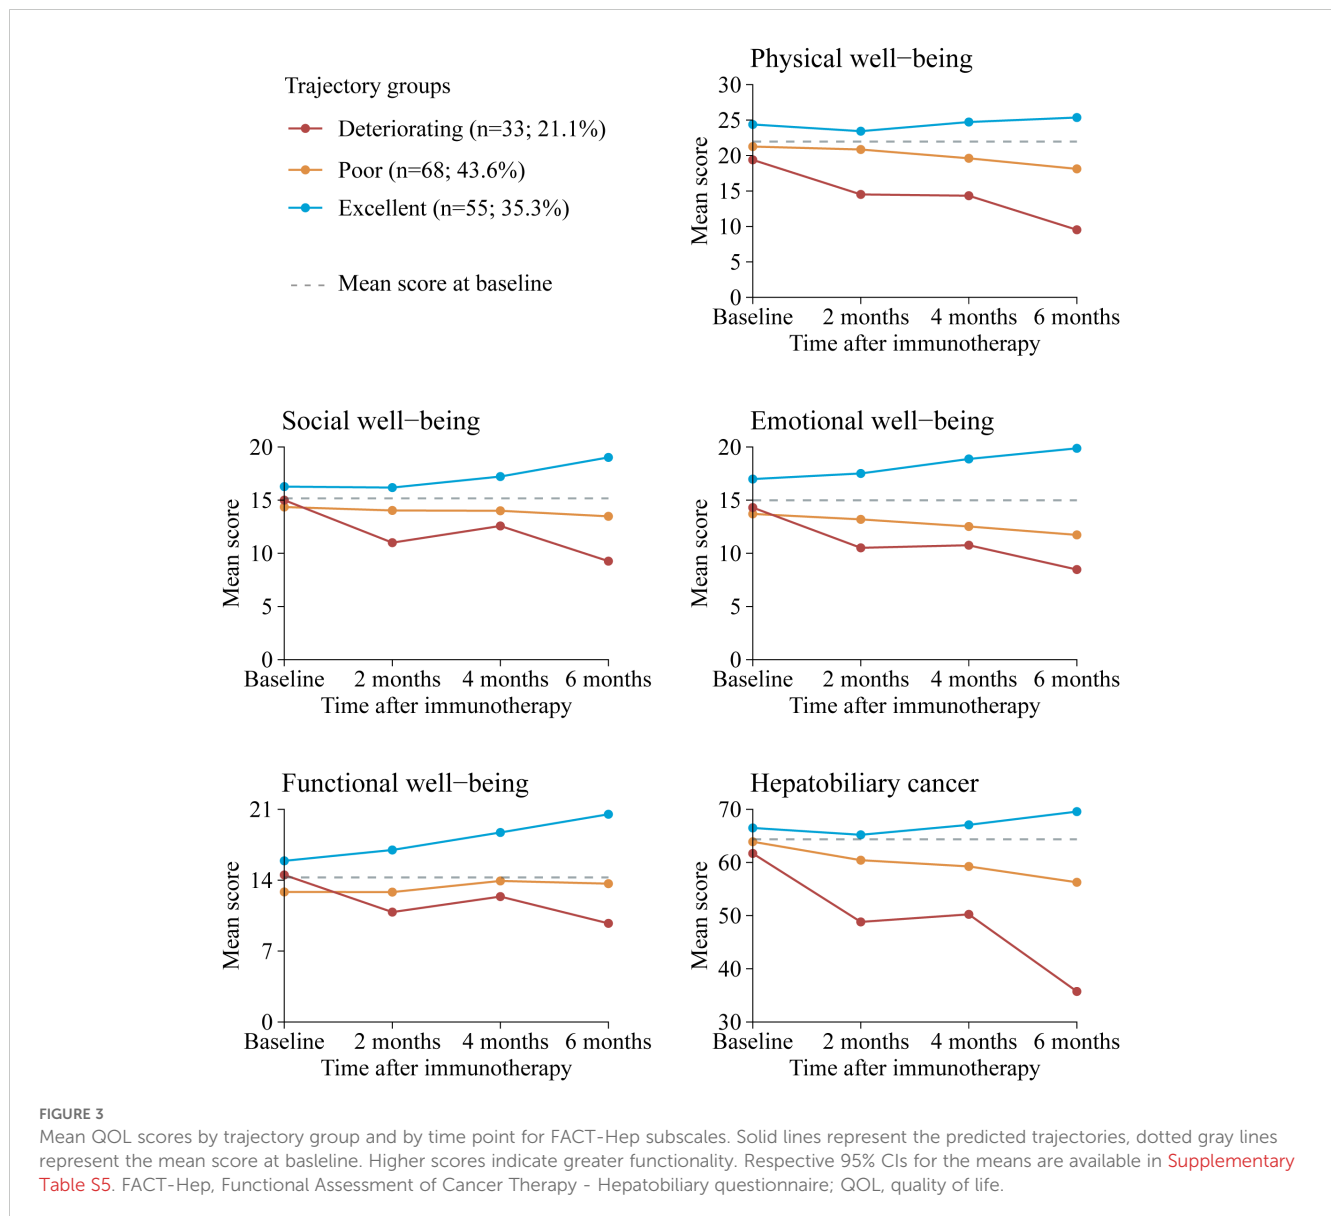 Trajectory groups
Deteriorating (n=33; 21.1%)
Poor (n=68; 43.6%)
Excellent (n=55; 35.3%)
Mean score at baseline
Physical well−being
Mean score
30
25
20
15
10
5
0
Baseline 2 months 4 months 6 months
Time after immunotherapy
Social well−being
Mean score
20
15
10
5
0
Baseline 2 months 4 months 6 months
Time after immunotherapy
Emotional well−being
Mean score
20
15
10
5
0
Baseline 2 months 4 months 6 months
Time after immunotherapy
Functional well−being
Mean score
21
14
7
0
Baseline 2 months 4 months 6 months
Time after immunotherapy
Hepatobiliary cancer
Mean score
70
60
50
40
30
Baseline 2 months 4 months 6 months
Time after immunotherapy
FIGURE 3
Mean QOL scores by trajectory group and by time point for FACT-Hep subscales. Solid lines represent the predicted trajectories, dotted gray lines
represent the mean score at basleline. Higher scores indicate greater functionality. Respective 95% CIs for the means are available in Supplementary
Table S5. FACT-Hep, Functional Assessment of Cancer Therapy - Hepatobiliary questionnaire; QOL, quality of life.